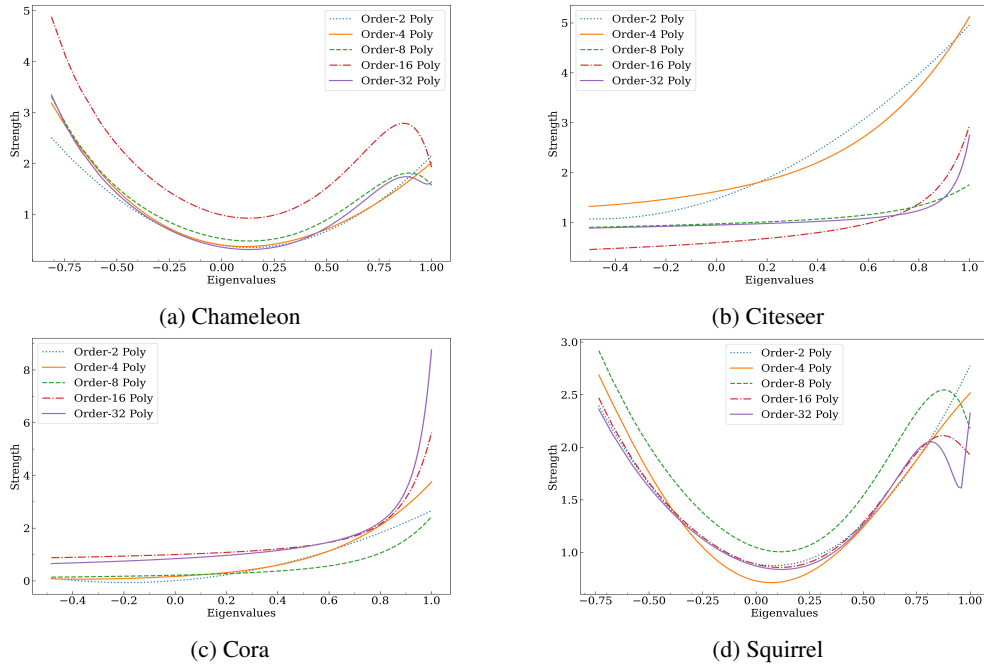 5
4
3
2
1
Strength
Order-2 Poly
Order-4 Poly
Order-8 Poly
Order-16 Poly
Order-32 Poly
−0.75 −0.50 −0.25 0.00 0.25 0.50 0.75 1.00
Eigenvalues
(a) Chameleon
5
4
3
2
1
0
Strength
Order-2 Poly
Order-4 Poly
Order-8 Poly
Order-16 Poly
Order-32 Poly
−0.4 −0.2 0.0 0.2 0.4 0.6 0.8 1.0
Eigenvalues
(b) Citeseer
8
6
4
2
0
Strength
Order-2 Poly
Order-4 Poly
Order-8 Poly
Order-16 Poly
Order-32 Poly
−0.4 −0.2 0.0 0.2 0.4 0.6 0.8 1.0
Eigenvalues
(c) Cora
3.0
2.5
2.0
1.5
1.0
Strength
Order-2 Poly
Order-4 Poly
Order-8 Poly
Order-16 Poly
Order-32 Poly
−0.75 −0.50 −0.25 0.00 0.25 0.50 0.75 1.00
Eigenvalues
(d) Squirrel